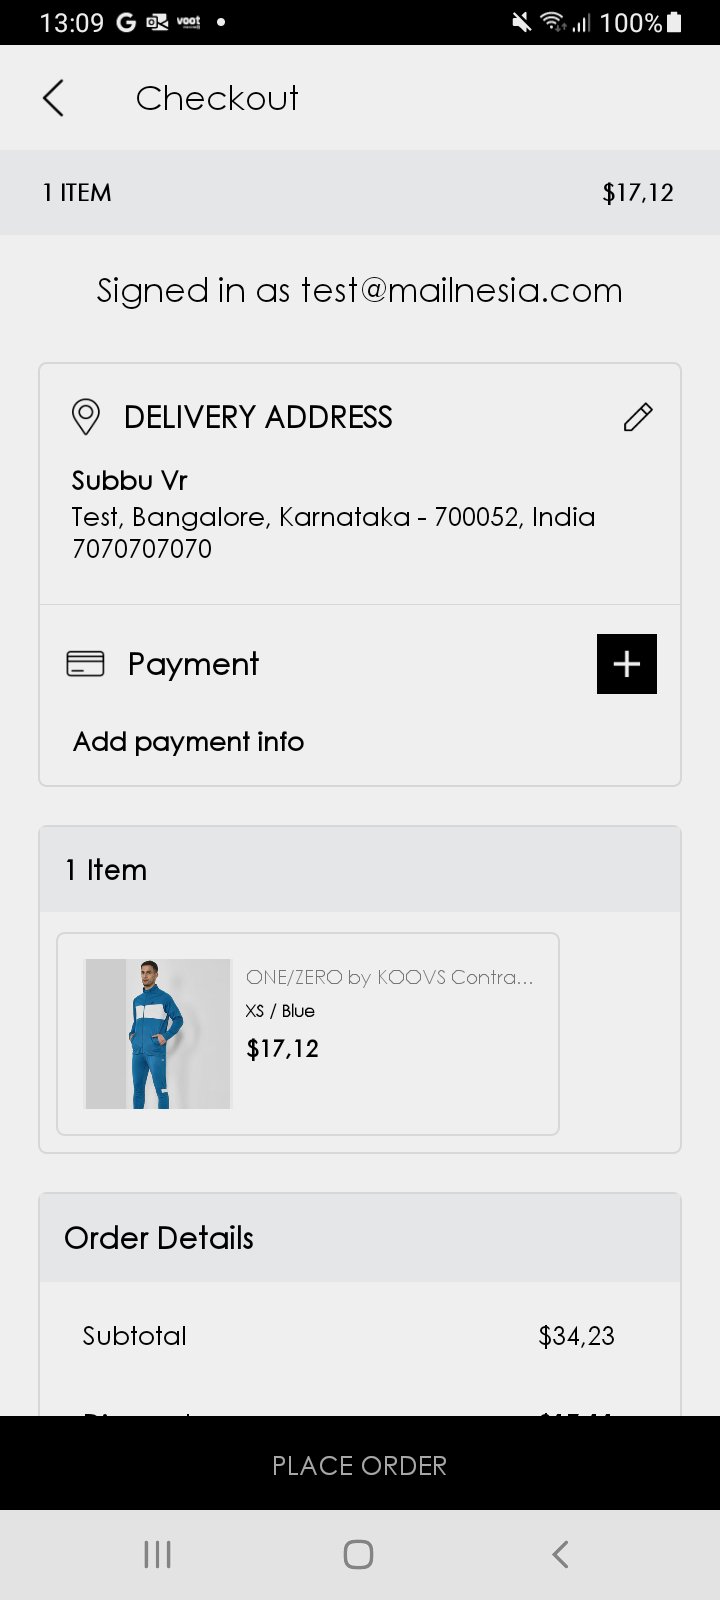 13:09 G voot 100%
Checkout
1 ITEM $17,12
Signed in as test@mailnesia.com
DELIVERY ADDRESS
Subbu Vr
Test, Bangalore, Karnataka - 700052, India
7070707070
Payment
Add payment info
1 Item
ONE/ZERO by KOOVS Contra...
XS / Blue
$17,12
Order Details
Subtotal $34,23
PLACE ORDER